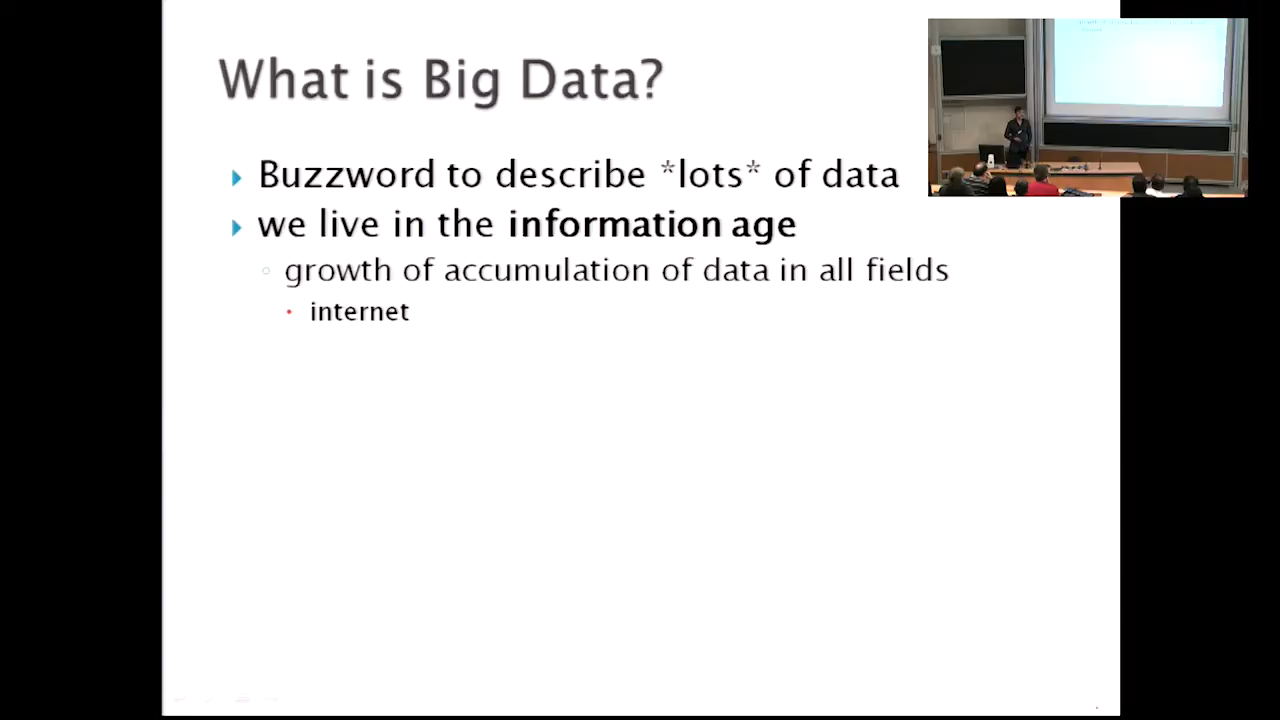 What is Big Data?
Buzzword to describe *lots* of data
we live in the information age
growth of accumulation of data in all fields
internet